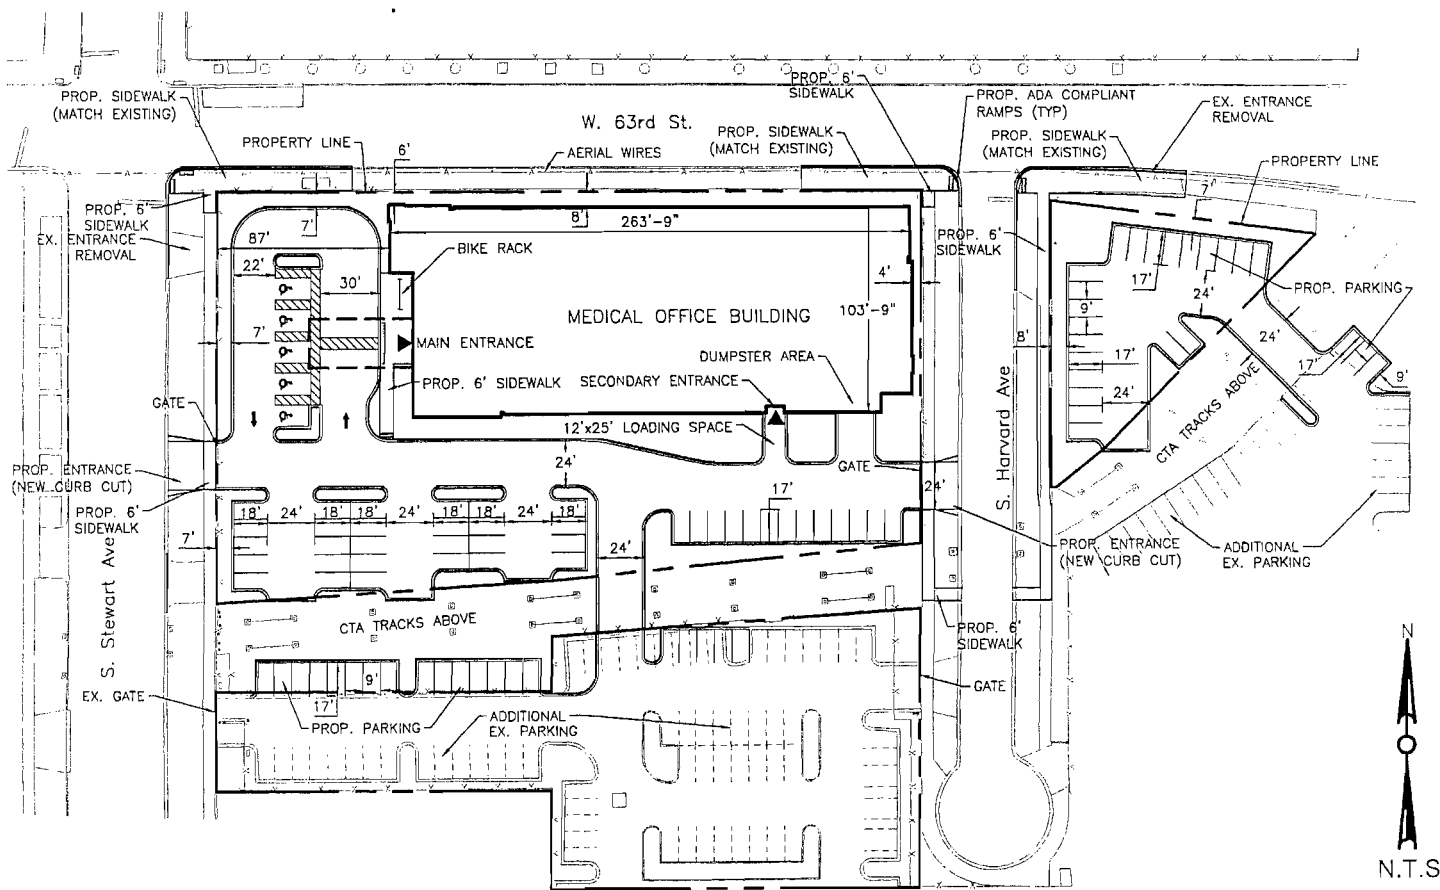 PROP. SIDEWALK
(MATCH EXISTING)
PROPERTY LINE
6'
W. 63rd St.
AERIAL WIRES
PROP. SIDEWALK
(MATCH EXISTING)
PROP. 6'
SIDEWALK
PROP. ADA COMPLIANT
RAMPS (TYP)
EX. ENTRANCE
REMOVAL
PROP. SIDEWALK
(MATCH EXISTING)
PROPERTY LINE
7'
PROP. 6'
SIDEWALK
EX. ENTRANCE
REMOVAL
7'
87'
8'
263'-9"
BIKE RACK
22'
30'
7'
4'
103'-9"
MEDICAL OFFICE BUILDING
MAIN ENTRANCE
DUMPSTER AREA
PROP. 6' SIDEWALK
SECONDARY ENTRANCE
12'x25' LOADING SPACE
GATE
GATE
24'
24'
PROP. 6'
SIDEWALK
17'
24'
PROP. PARKING
9'
8'
17'
24'
24'
17'
9'
CTA TRACKS ABOVE
S. Harvard Ave
PROP. ENTRANCE
(NEW CURB CUT)
PROP. 6'
SIDEWALK
7'
18'
24'
18'
18'
24'
18'
18'
24'
18'
24'
17'
PROP. ENTRANCE
(NEW CURB CUT)
ADDITIONAL
EX. PARKING
S. Stewart Ave
CTA TRACKS ABOVE
PROP. 6'
SIDEWALK
GATE
EX. GATE
9'
17'
PROP. PARKING
ADDITIONAL
EX. PARKING
N
N.T.S